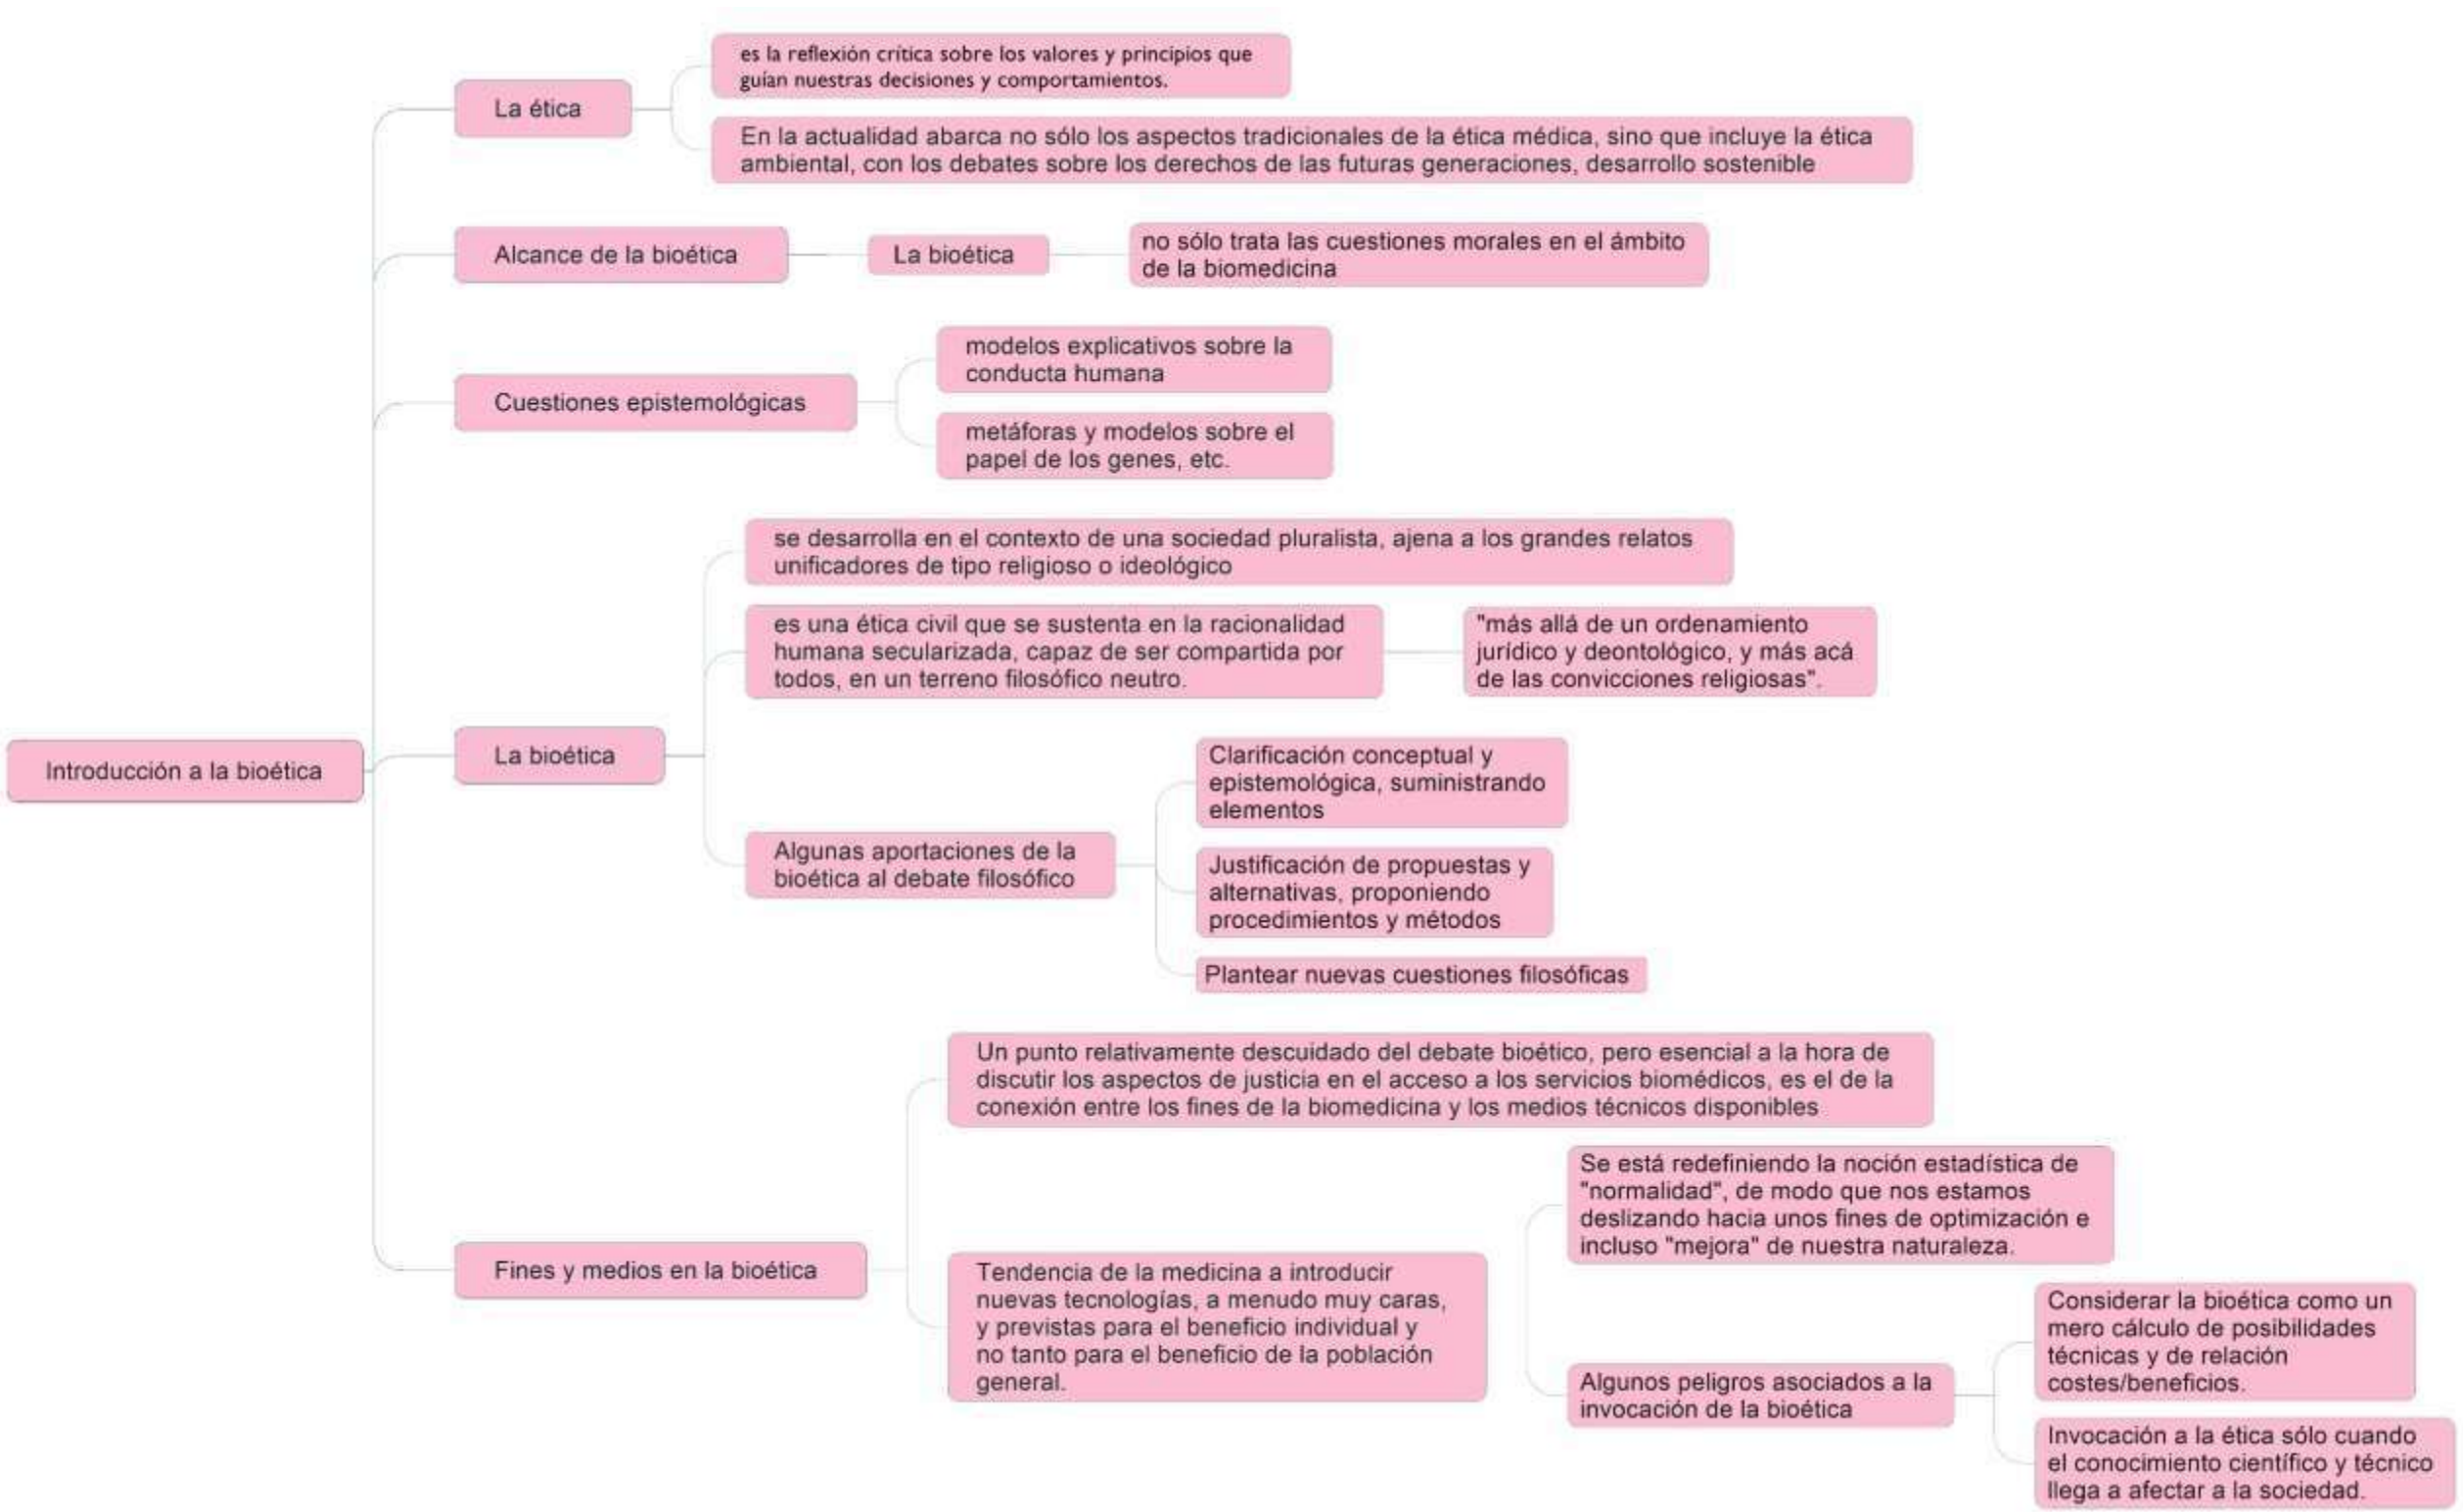 Introducción a la bioética
La ética
es la reflexión crítica sobre los valores y principios que
guían nuestras decisiones y comportamientos.
En la actualidad abarca no sólo los aspectos tradicionales de la ética médica, sino que incluye la ética
ambiental, con los debates sobre los derechos de las futuras generaciones, desarrollo sostenible
Alcance de la bioética
La bioética
no sólo trata las cuestiones morales en el ámbito
de la biomedicina
Cuestiones epistemológicas
modelos explicativos sobre la
conducta humana
metáforas y modelos sobre el
papel de los genes, etc.
La bioética
se desarrolla en el contexto de una sociedad pluralista, ajena a los grandes relatos
unificadores de tipo religioso o ideológico
es una ética civil que se sustenta en la racionalidad
humana secularizada, capaz de ser compartida por
todos, en un terreno filosófico neutro.
"más allá de un ordenamiento
jurídico y deontológico, y más acá
de las convicciones religiosas".
Algunas aportaciones de la
bioética al debate filosófico
Clarificación conceptual y
epistemológica, suministrando
elementos
Justificación de propuestas y
alternativas, proponiendo
procedimientos y métodos
Plantear nuevas cuestiones filosóficas
Fines y medios en la bioética
Un punto relativamente descuidado del debate bioético, pero esencial a la hora de
discutir los aspectos de justicia en el acceso a los servicios biomédicos, es el de la
conexión entre los fines de la biomedicina y los medios técnicos disponibles
Tendencia de la medicina a introducir
nuevas tecnologías, a menudo muy caras,
y previstas para el beneficio individual y
no tanto para el beneficio de la población
general.
Se está redefiniendo la noción estadística de
"normalidad", de modo que nos estamos
deslizando hacia unos fines de optimización e
incluso "mejora" de nuestra naturaleza.
Algunos peligros asociados a la
invocación de la bioética
Considerar la bioética como un
mero cálculo de posibilidades
técnicas y de relación
costes/beneficios.
Invocación a la ética sólo cuando
el conocimiento científico y técnico
llega a afectar a la sociedad.